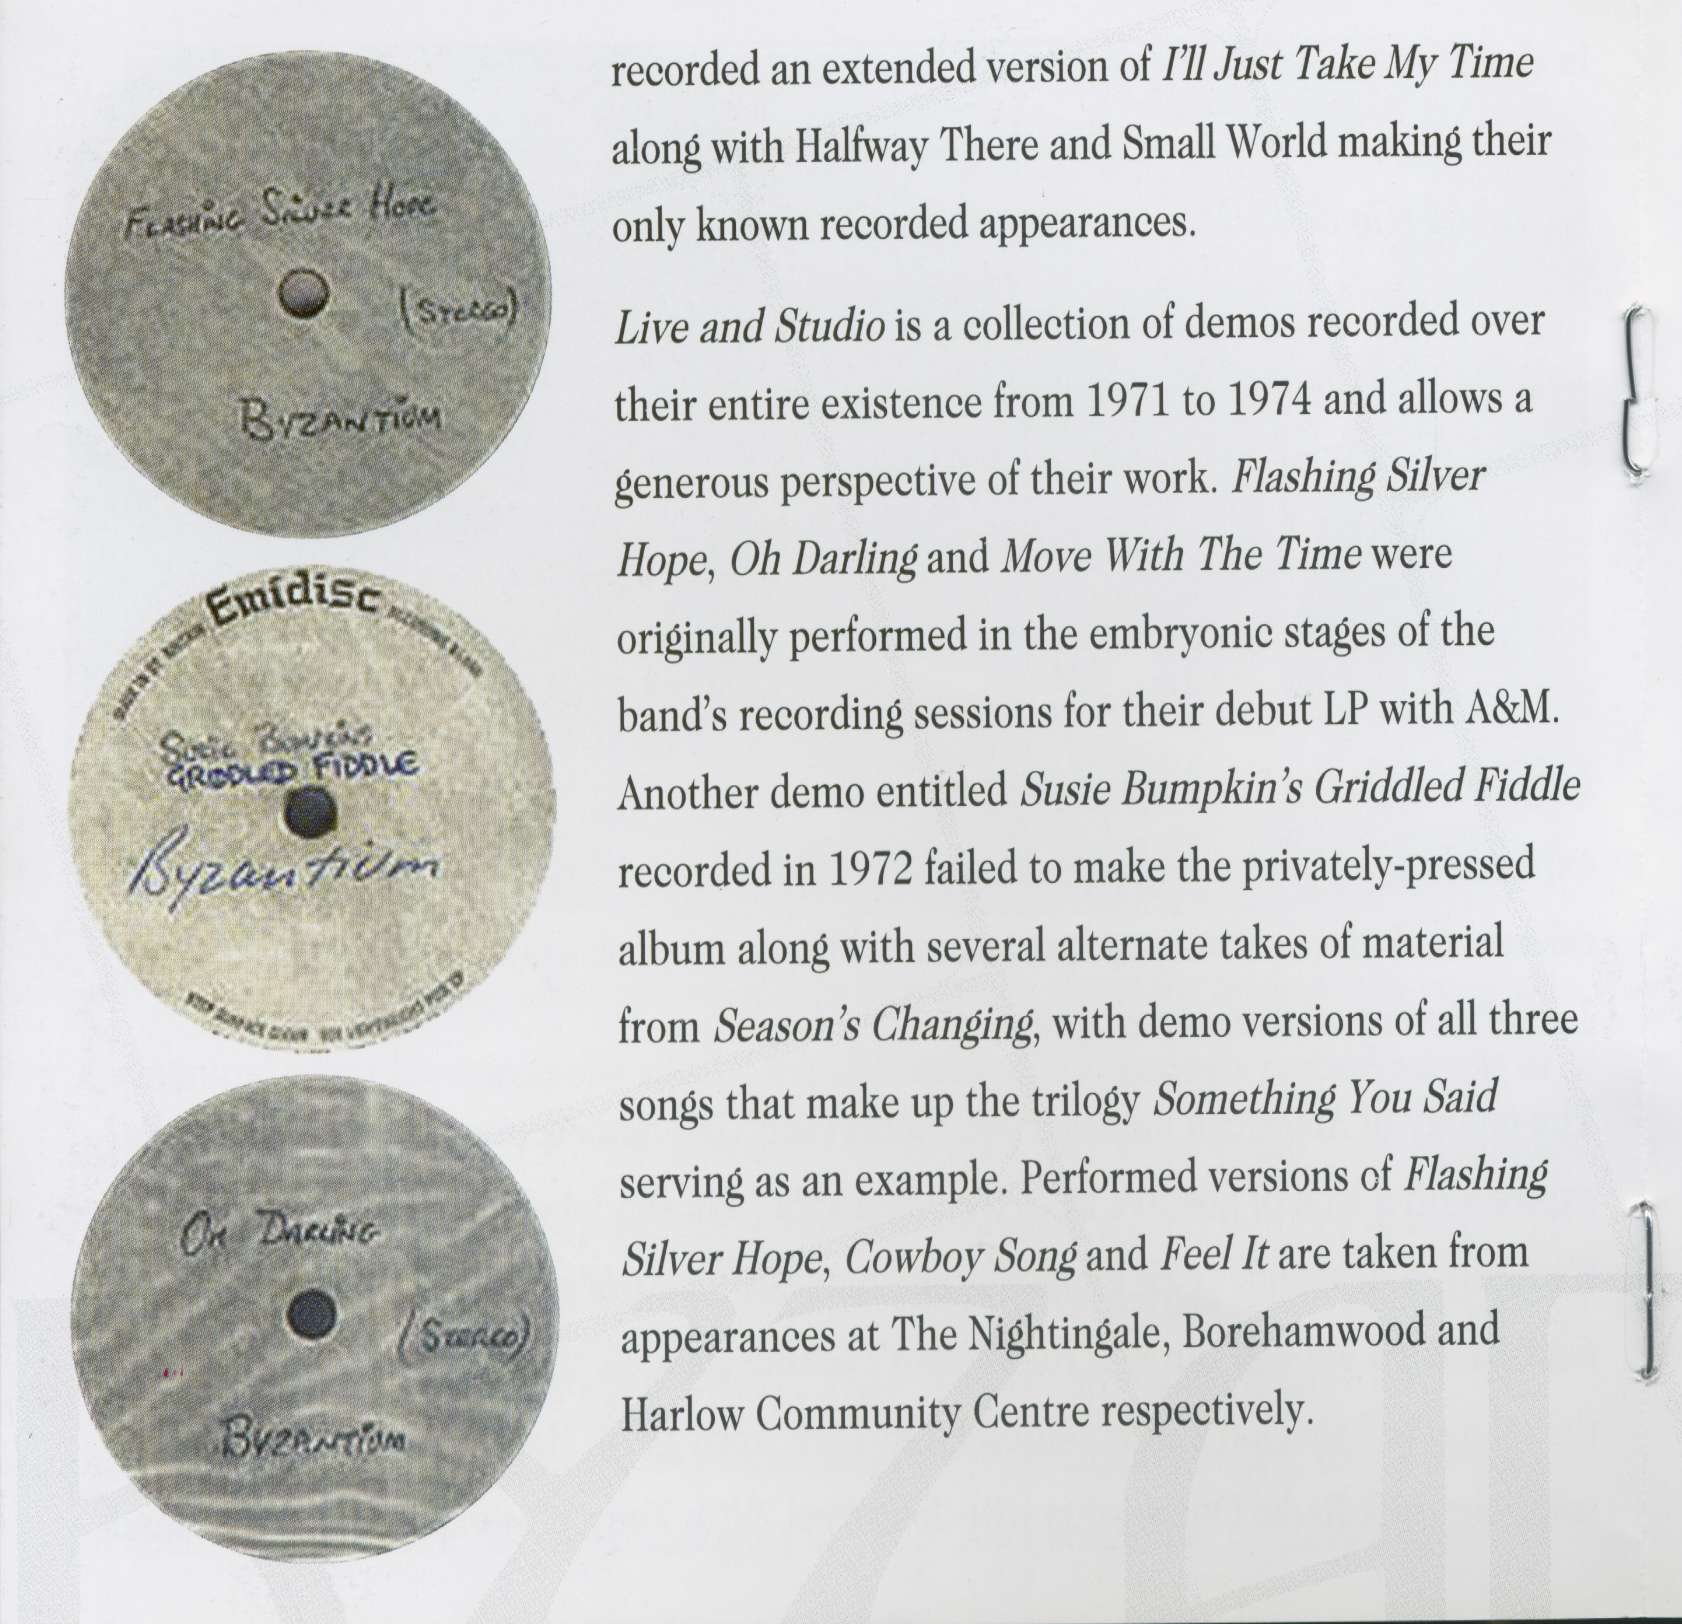 FLASHING SILVER HOPE
(STEREO)
BYZANTIUM
Emidisc
RECORDING BLANK
GRIDDLED FIDDLE
Byzantium
OH DARLING
(STEREO)
BYZANTIUM
recorded an extended version of I'll Just Take My Time
along with Halfway There and Small World making their
only known recorded appearances.
Live and Studio is a collection of demos recorded over
their entire existence from 1971 to 1974 and allows a
generous perspective of their work. Flashing Silver
Hope, Oh Darling and Move With The Time were
originally performed in the embryonic stages of the
band's recording sessions for their debut LP with A&M.
Another demo entitled Susie Bumpkin's Griddled Fiddle
recorded in 1972 failed to make the privately-pressed
album along with several alternate takes of material
from Season's Changing, with demo versions of all three
songs that make up the trilogy Something You Said
serving as an example. Performed versions of Flashing
Silver Hope, Cowboy Song and Feel It are taken from
appearances at The Nightingale, Borehamwood and
Harlow Community Centre respectively.